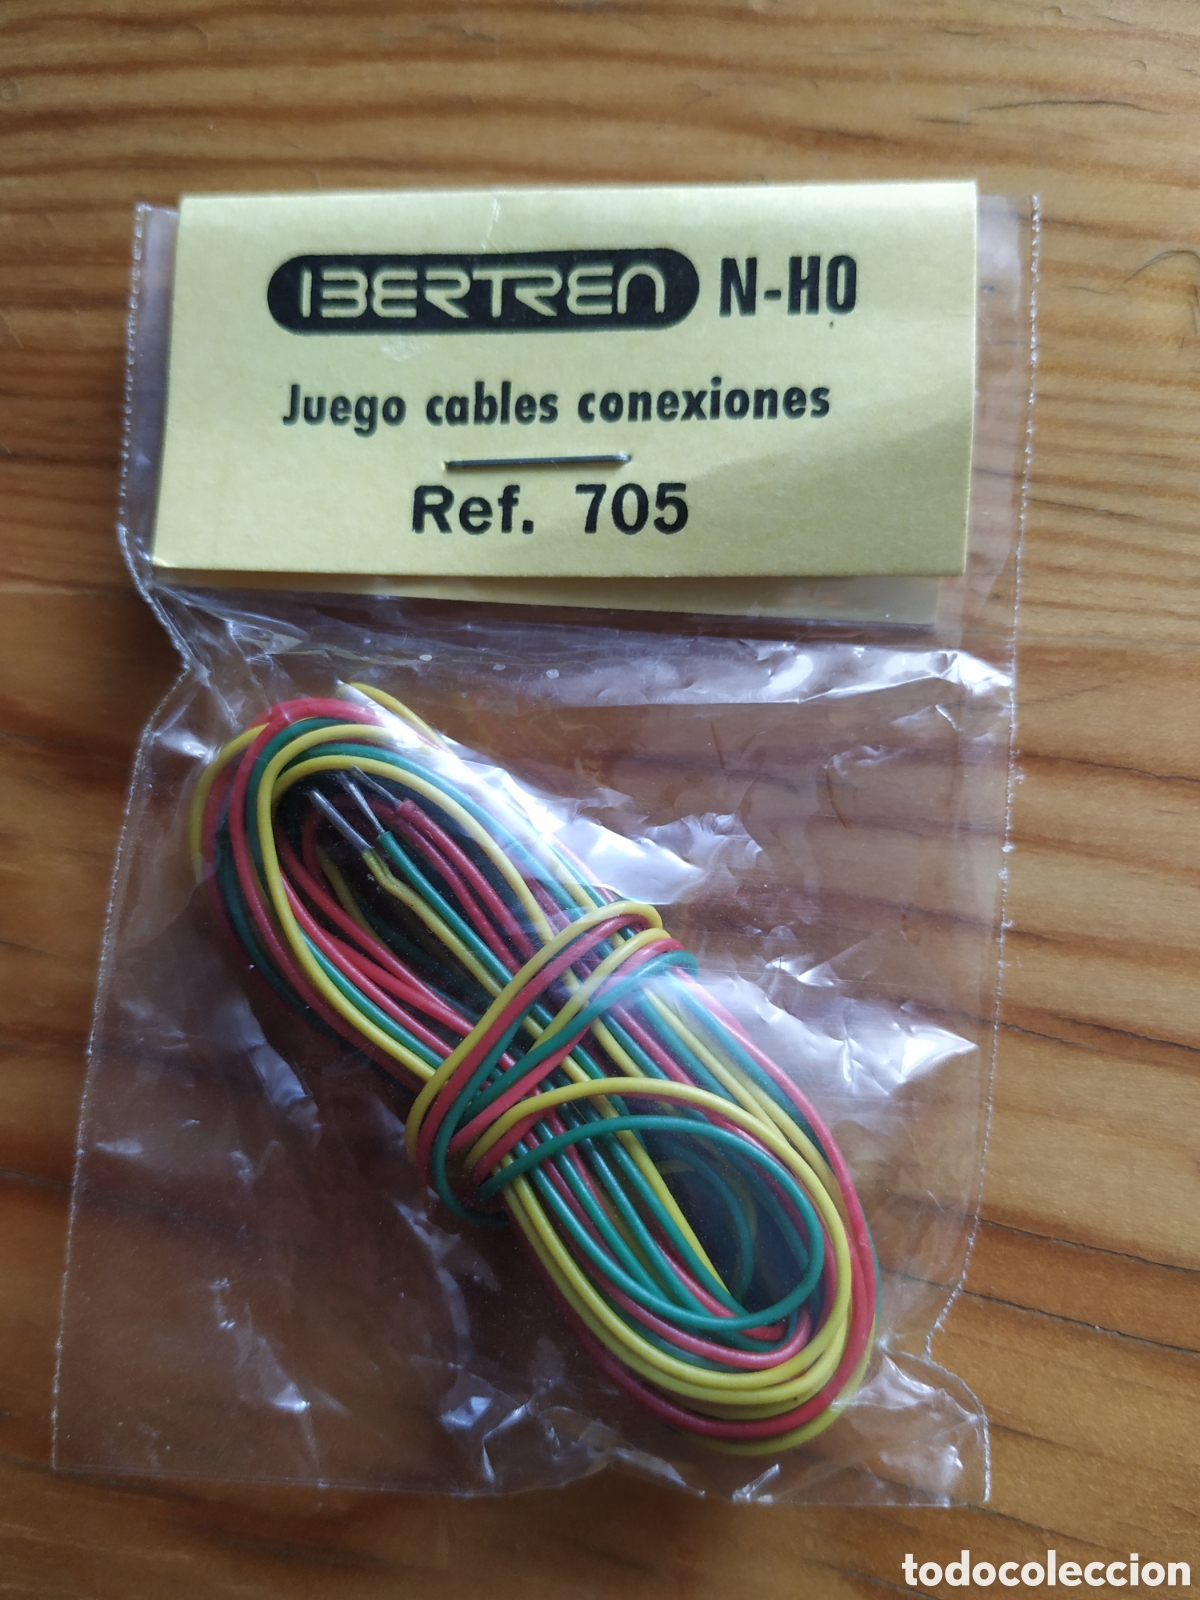 IBERTREN N-HO
Juego cables conexiones
Ref. 705
todocoleccion